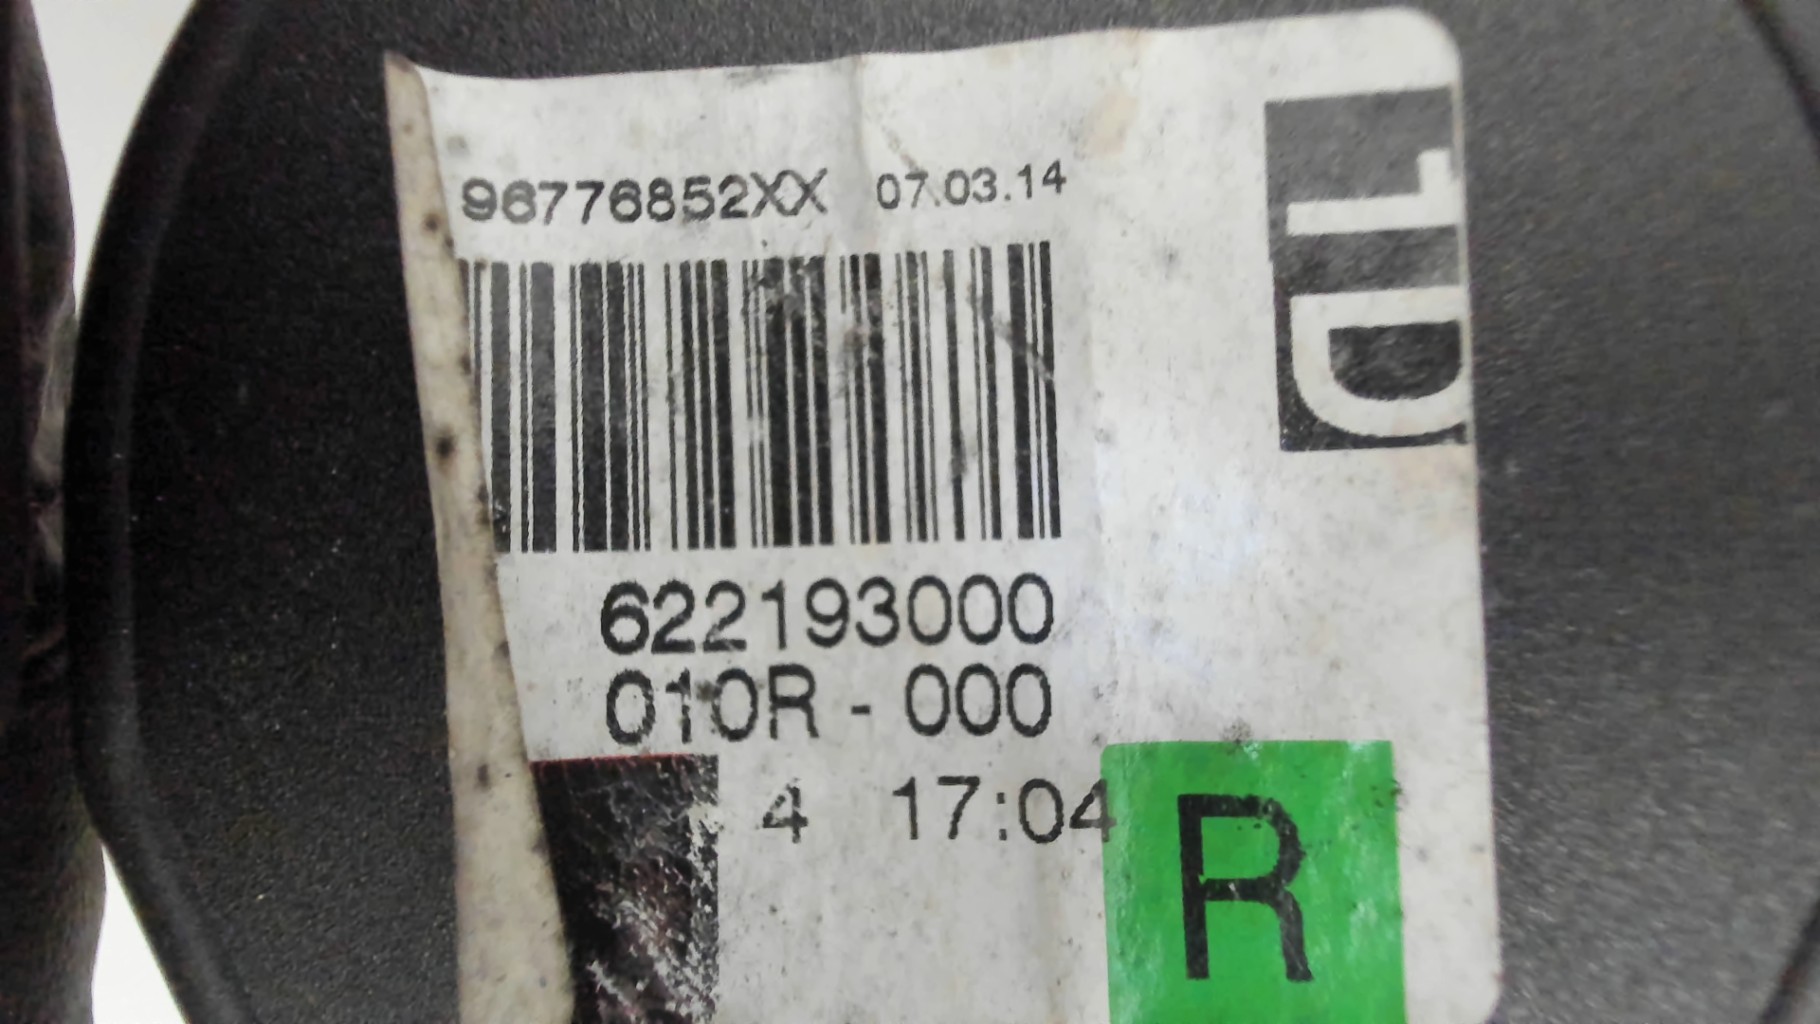 96776852XX 07.03.14
1D
622193000
010R - 000
4 17:04
R